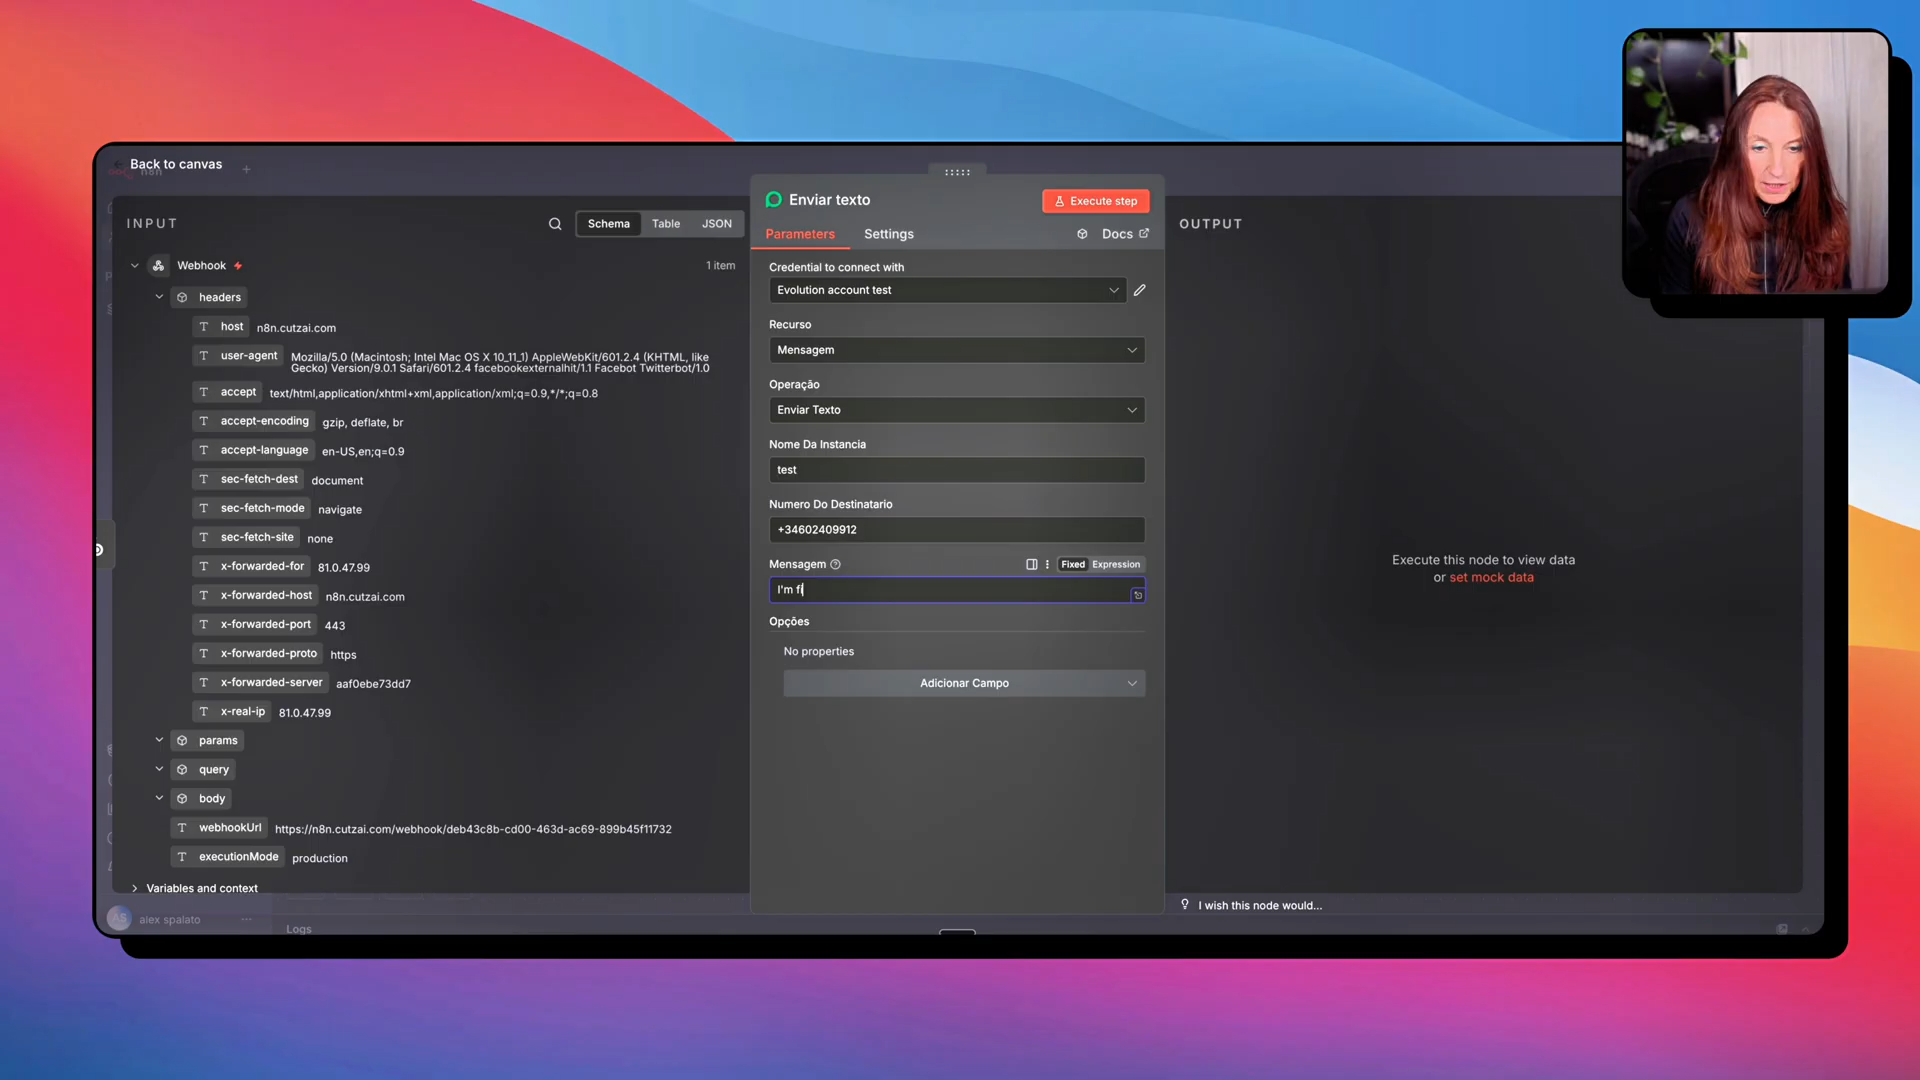 Back to canvas
n8n
INPUT
Schema
Table
JSON
Webhook
1 item
headers
host
n8n.cutzai.com
user-agent
Mozilla/5.0 (Macintosh; Intel Mac OS X 10_11_1) AppleWebKit/601.2.4 (KHTML, like
Gecko) Version/9.0.1 Safari/601.2.4 facebookexternalhit/1.1 Facebot Twitterbot/1.0
accept
text/html,application/xhtml+xml,application/xml;q=0.9,*/*;q=0.8
accept-encoding
gzip, deflate, br
accept-language
en-US,en;q=0.9
sec-fetch-dest
document
sec-fetch-mode
navigate
sec-fetch-site
none
x-forwarded-for
81.0.47.99
x-forwarded-host
n8n.cutzai.com
x-forwarded-port
443
x-forwarded-proto
https
x-forwarded-server
aaf0ebe73dd7
x-real-ip
81.0.47.99
params
query
body
webhookUrl
https://n8n.cutzai.com/webhook/deb43c8b-cd00-463d-ac69-899b45f11732
executionMode
production
Variables and context
AS
alex spalato
Logs
Enviar texto
Execute step
Parameters
Settings
Docs
Credential to connect with
Evolution account test
Recurso
Mensagem
Operação
Enviar Texto
Nome Da Instancia
test
Numero Do Destinatario
+34602409912
Mensagem
Fixed
Expression
I'm fi
Opções
No properties
Adicionar Campo
OUTPUT
Execute this node to view data
or set mock data
I wish this node would...